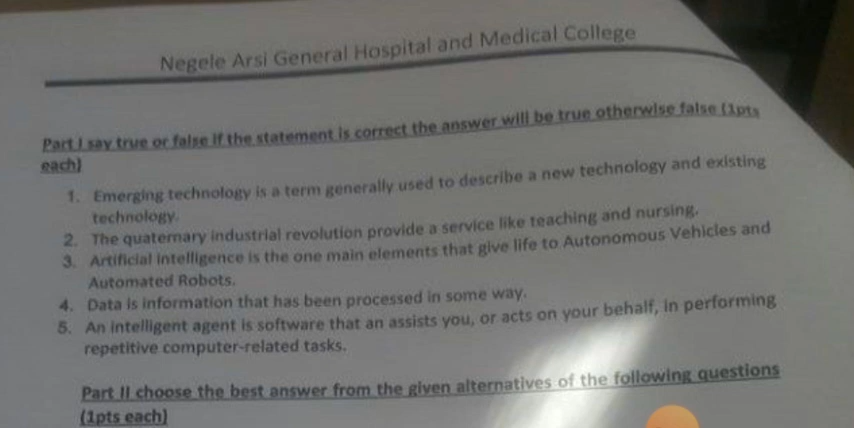 Negele Arsi General Hospital and Medical College
Part I say true or false if the statement is correct the answer will be true otherwise false (1pts
each)
1. Emerging technology is a term generally used to describe a new technology and existing
technology.
2. The quaternary industrial revolution provide a service like teaching and nursing.
3. Artificial intelligence is the one main elements that give life to Autonomous Vehicles and
Automated Robots.
4. Data is information that has been processed in some way.
5. An intelligent agent is software that an assists you, or acts on your behalf, in performing
repetitive computer-related tasks.
Part II choose the best answer from the given alternatives of the following questions
(1pts each)